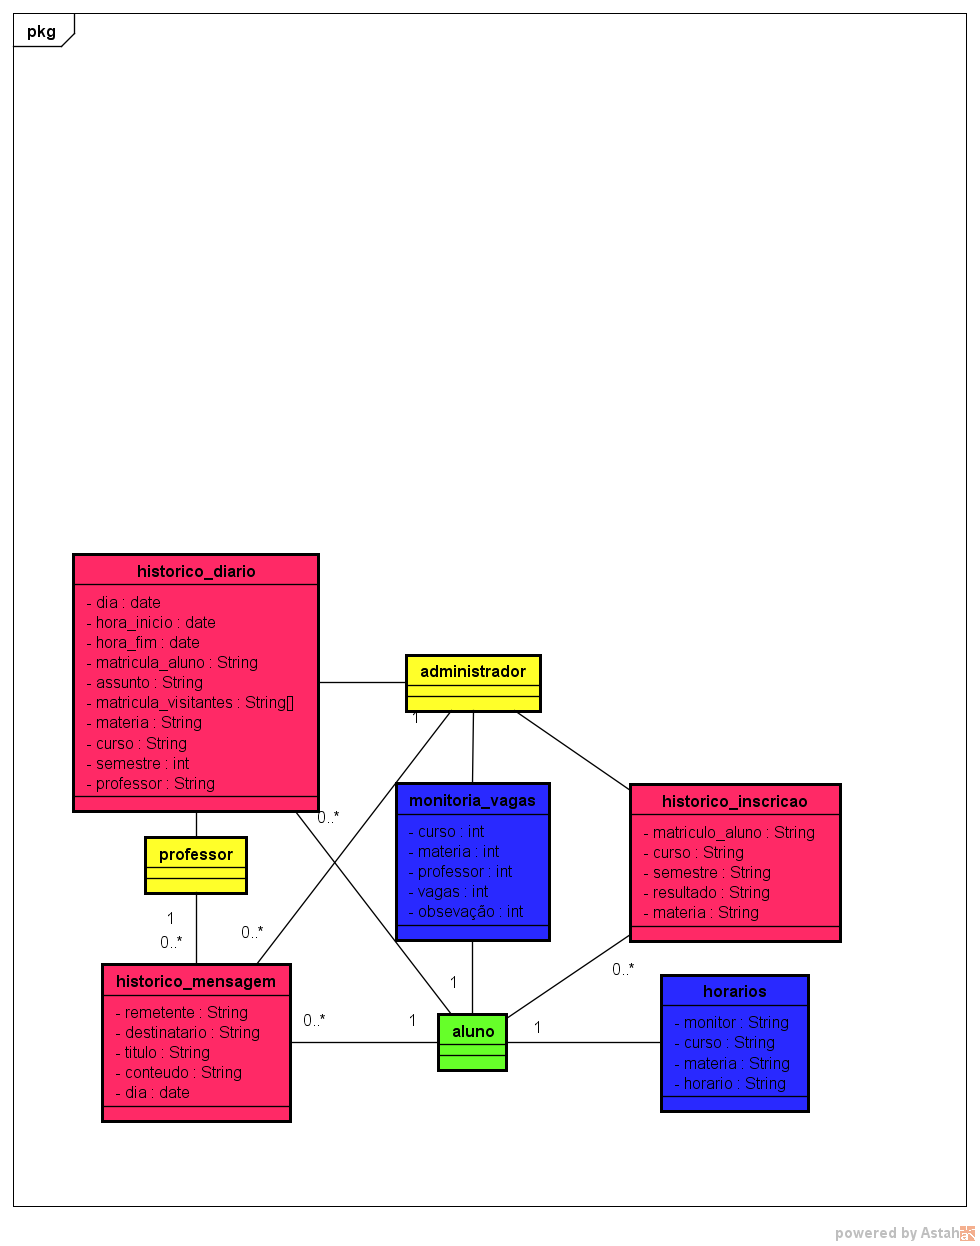 pkg
historico_diario
- dia : date
- hora_inicio : date
- hora_fim : date
- matricula_aluno : String
- assunto : String
- matricula_visitantes : String[]
- materia : String
- curso : String
- semestre : int
- professor : String
administrador
1
monitoria_vagas
- curso : int
- materia : int
- professor : int
- vagas : int
- obsevação : int
historico_inscricao
- matriculo_aluno : String
- curso : String
- semestre : String
- resultado : String
- materia : String
0..*
professor
1
0..*
0..*
historico_mensagem
- remetente : String
- destinatario : String
- titulo : String
- conteudo : String
- dia : date
0..*
1
1
aluno
1
0..*
horarios
- monitor : String
- curso : String
- materia : String
- horario : String
powered by Astah